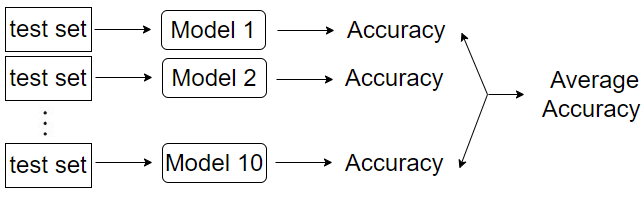 test set Model 1 Accuracy
test set Model 2 Accuracy
Average
Accuracy
test set Model 10 Accuracy